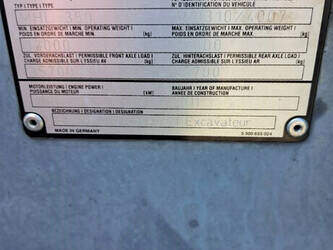 TYP / TYPE / TYPE
N° D'IDENTIFICATION DU VÉHICULE
MIN. EINSATZGEWICHT / MIN. OPERATING WEIGHT /
POIDS EN ORDRE DE MARCHE MIN. (kg)
MAX. EINSATZGEWICHT / MAX. OPERATING WEIGHT /
POIDS EN ORDRE DE MARCHE MAX. (kg)
ZUL. VORDERACHSLAST / PERMISSIBLE FRONT AXLE LOAD /
CHARGE ADMISSIBLE SUR L'ESSIEU AV (kg)
ZUL. HINTERACHSLAST / PERMISSIBLE REAR AXLE LOAD /
CHARGE ADMISSIBLE SUR L'ESSIEU AR (kg)
MOTORLEISTUNG / ENGINE POWER /
PUISSANCE DU MOTEUR (kW)
BAUJAHR / YEAR OF MANUFACTURE /
ANNÉE DE CONSTRUCTION
BEZEICHNUNG / DESIGNATION / DESIGNATION
Excavateur
MADE IN GERMANY